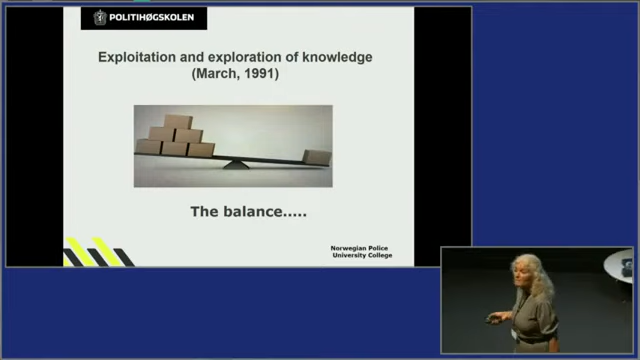 POLITIHØGSKOLEN
Exploitation and exploration of knowledge
(March, 1991)
The balance.....
Norwegian Police
University College